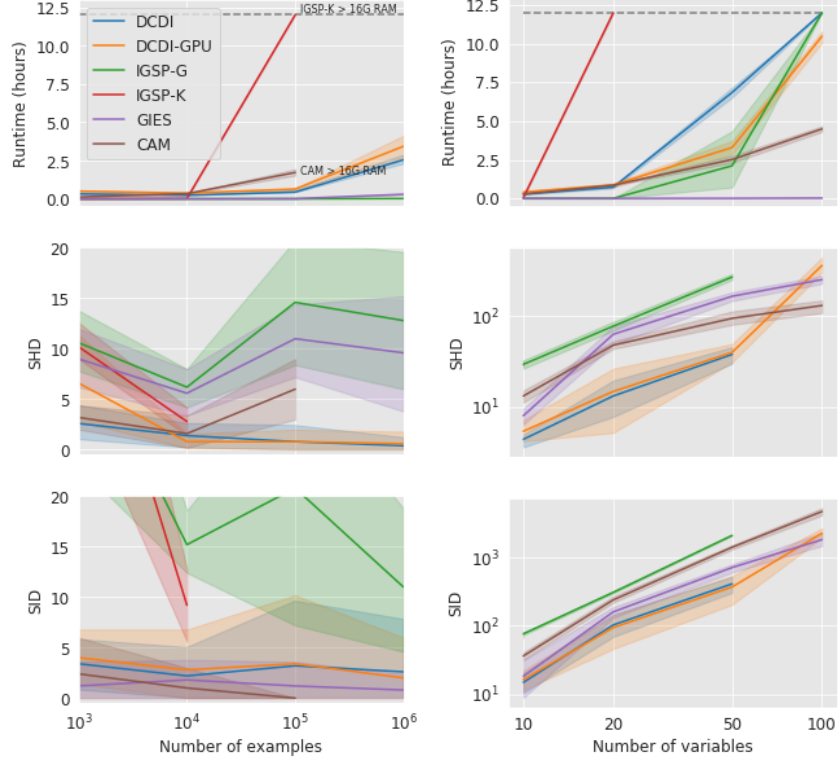 Runtime (hours)
12.5
10.0
7.5
5.0
2.5
0.0
DCDI
DCDI-GPU
IGSP-G
IGSP-K
GIES
CAM
IGSP-K > 16G RAM
CAM > 16G RAM
Runtime (hours)
12.5
10.0
7.5
5.0
2.5
0.0
SHD
20
15
10
5
0
SHD
10²
10¹
SID
20
15
10
5
0
10³
10⁴
10⁵
10⁶
Number of examples
SID
10³
10²
10¹
10
20
50
100
Number of variables